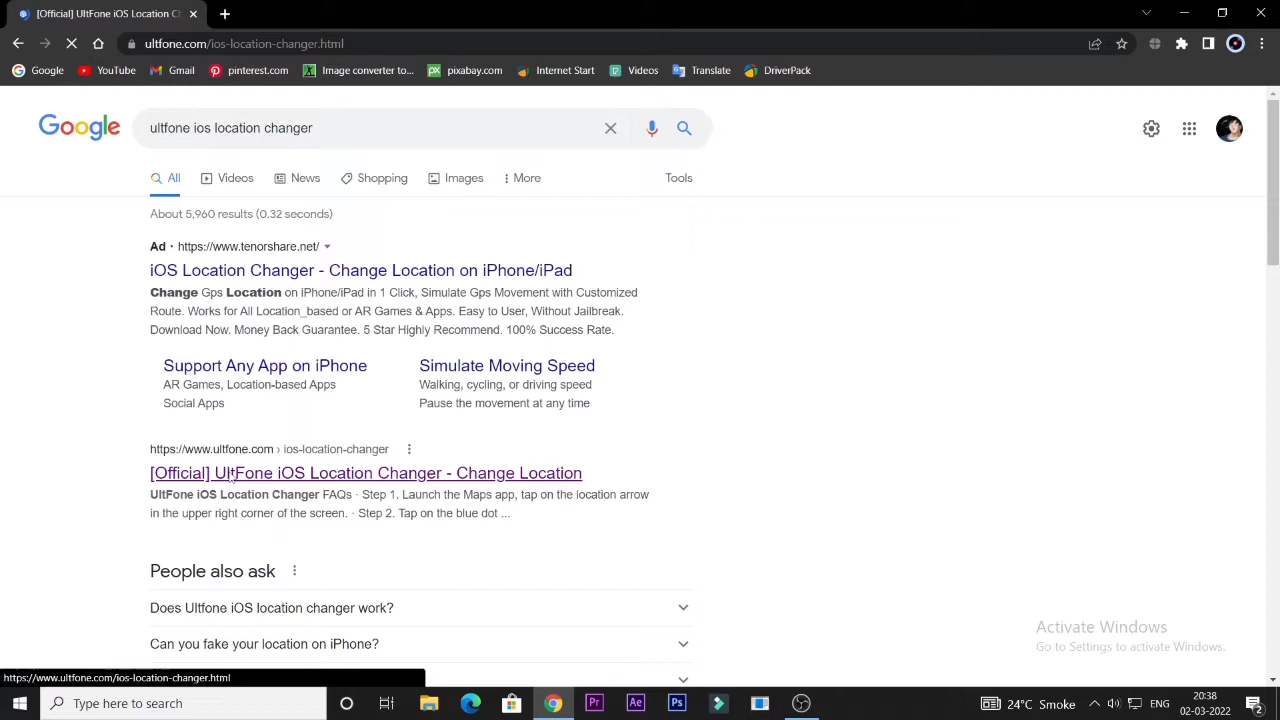 [Official] UltFone iOS Location C
ultfone.com/ios-location-changer.html
Google YouTube Gmail pinterest.com Image converter to... pixabay.com Internet Start Videos Translate DriverPack
Google ultfone ios location changer
All Videos News Shopping Images More Tools
About 5,960 results (0.32 seconds)
Ad · https://www.tenorshare.net/
iOS Location Changer - Change Location on iPhone/iPad
Change Gps Location on iPhone/iPad in 1 Click, Simulate Gps Movement with Customized
Route. Works for All Location_based or AR Games & Apps. Easy to User, Without Jailbreak.
Download Now. Money Back Guarantee. 5 Star Highly Recommend. 100% Success Rate.
Support Any App on iPhone
AR Games, Location-based Apps
Social Apps
Simulate Moving Speed
Walking, cycling, or driving speed
Pause the movement at any time
https://www.ultfone.com › ios-location-changer
[Official] UltFone iOS Location Changer - Change Location
UltFone iOS Location Changer FAQs · Step 1. Launch the Maps app, tap on the location arrow
in the upper right corner of the screen. · Step 2. Tap on the blue dot ...
People also ask
Does Ultfone iOS location changer work?
Can you fake your location on iPhone?
Activate Windows
Go to Settings to activate Windows.
https://www.ultfone.com/ios-location-changer.html
Type here to search
Pr Ae Ps
24°C Smoke
ENG
20:38
02-03-2022
2